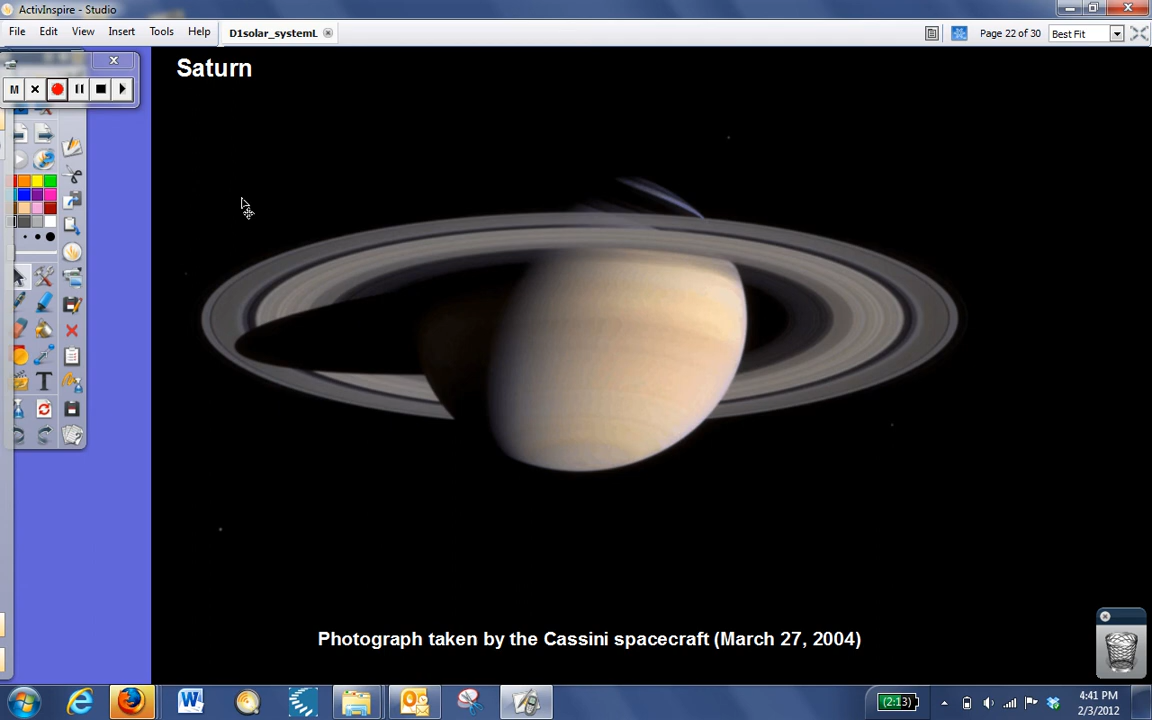 ActivInspire - Studio
File Edit View Insert Tools Help D1solar_systemL Page 22 of 30 Best Fit
M
Saturn
T
Photograph taken by the Cassini spacecraft (March 27, 2004)
(2:13) 4:41 PM
2/3/2012